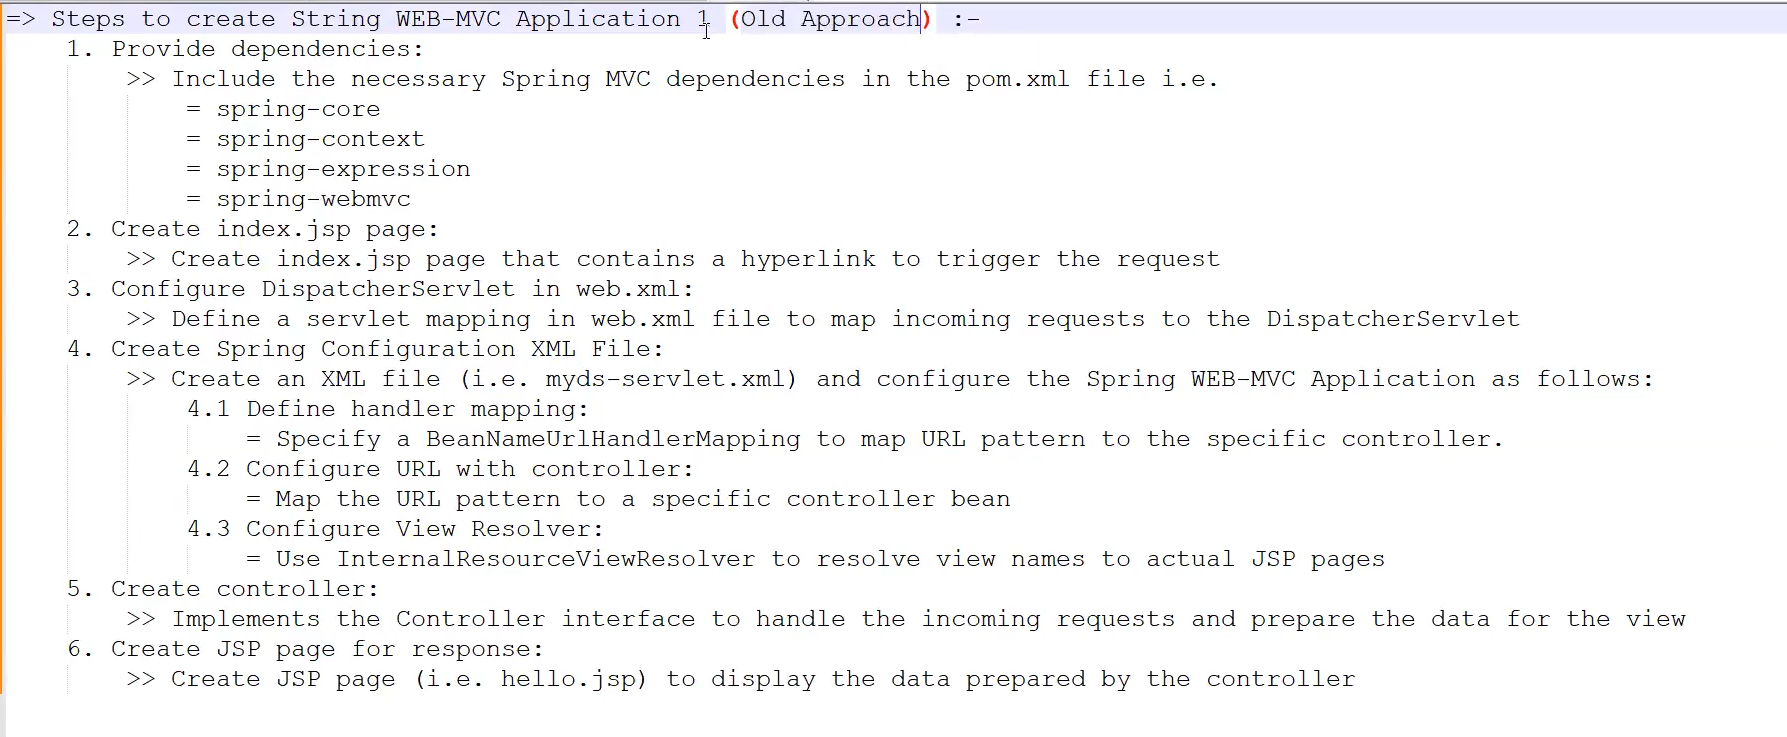 => Steps to create String WEB-MVC Application 1 (Old Approach) :-
1. Provide dependencies:
>> Include the necessary Spring MVC dependencies in the pom.xml file i.e.
= spring-core
= spring-context
= spring-expression
= spring-webmvc
2. Create index.jsp page:
>> Create index.jsp page that contains a hyperlink to trigger the request
3. Configure DispatcherServlet in web.xml:
>> Define a servlet mapping in web.xml file to map incoming requests to the DispatcherServlet
4. Create Spring Configuration XML File:
>> Create an XML file (i.e. myds-servlet.xml) and configure the Spring WEB-MVC Application as follows:
4.1 Define handler mapping:
= Specify a BeanNameUrlHandlerMapping to map URL pattern to the specific controller.
4.2 Configure URL with controller:
= Map the URL pattern to a specific controller bean
4.3 Configure View Resolver:
= Use InternalResourceViewResolver to resolve view names to actual JSP pages
5. Create controller:
>> Implements the Controller interface to handle the incoming requests and prepare the data for the view
6. Create JSP page for response:
>> Create JSP page (i.e. hello.jsp) to display the data prepared by the controller